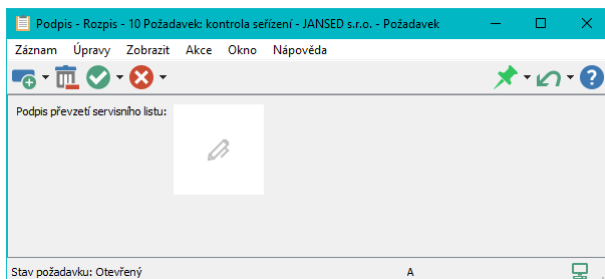 Podpis - Rozpis - 10 Požadavek: kontrola seřízení - JANSED s.r.o. - Požadavek
Záznam Úpravy Zobrazit Akce Okno Nápověda
Podpis převzetí servisního listu:
Stav požadavku: Otevřený A